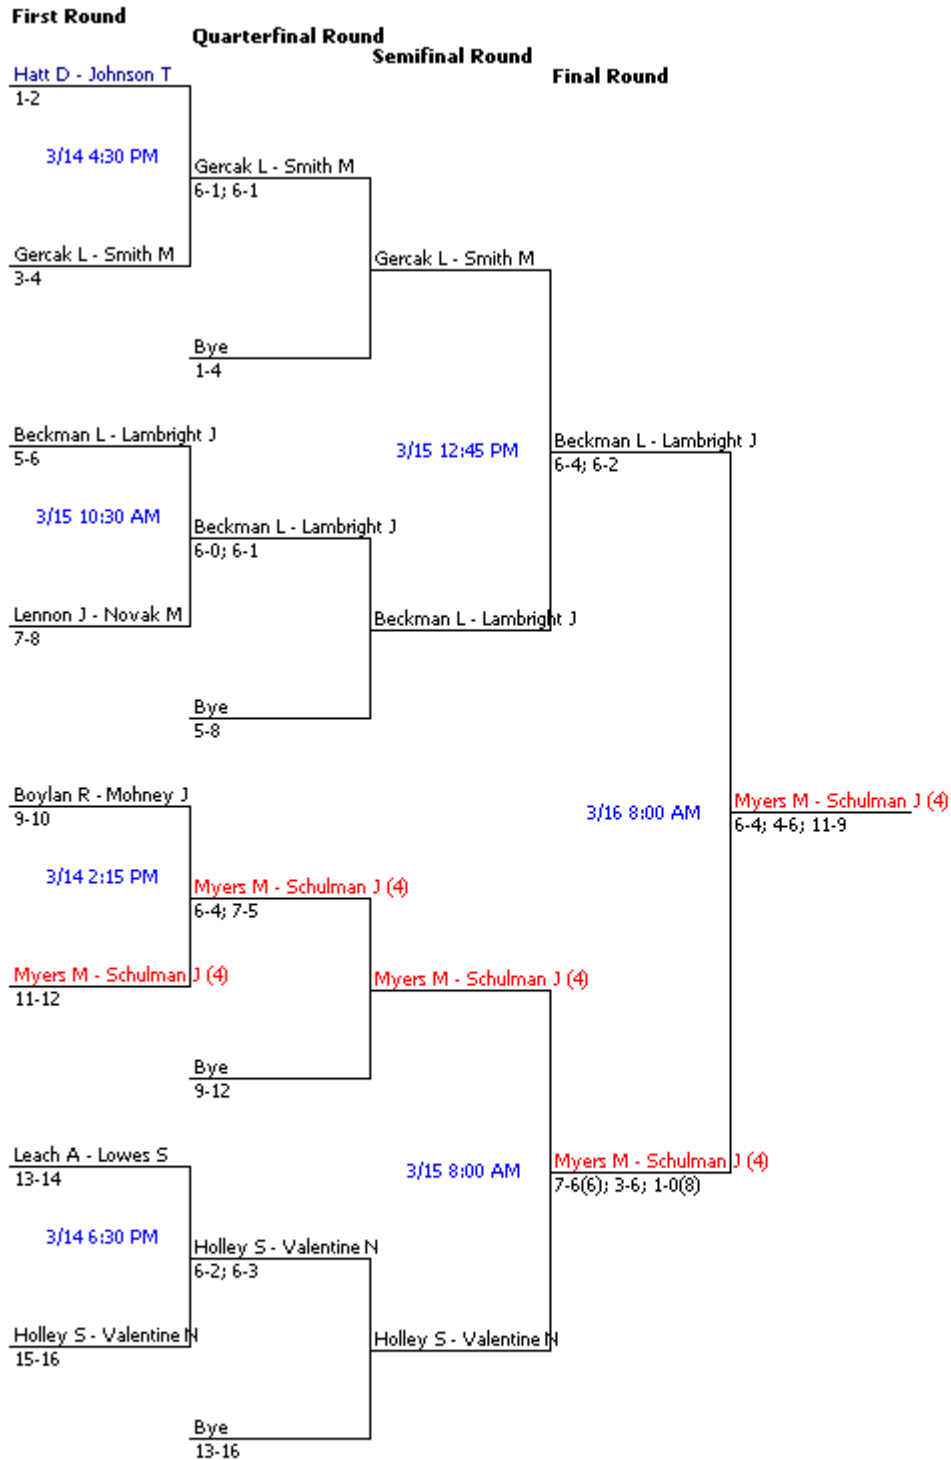 First Round
Quarterfinal Round
Semifinal Round
Final Round
Hatt D - Johnson T
1-2
3/14 4:30 PM
Gercak L - Smith M
6-1; 6-1
Gercak L - Smith M
3-4
Gercak L - Smith M
Bye
1-4
Beckman L - Lambright J
5-6
3/15 12:45 PM
Beckman L - Lambright J
6-4; 6-2
3/15 10:30 AM
Beckman L - Lambright J
6-0; 6-1
Lennon J - Novak M
7-8
Beckman L - Lambright J
Bye
5-8
Boylan R - Mohney J
9-10
3/16 8:00 AM
Myers M - Schulman J (4)
6-4; 4-6; 11-9
3/14 2:15 PM
Myers M - Schulman J (4)
6-4; 7-5
Myers M - Schulman J (4)
11-12
Myers M - Schulman J (4)
Bye
9-12
Leach A - Lowes S
13-14
3/15 8:00 AM
Myers M - Schulman J (4)
7-6(6); 3-6; 1-0(8)
3/14 6:30 PM
Holley S - Valentine N
6-2; 6-3
Holley S - Valentine N
15-16
Holley S - Valentine N
Bye
13-16